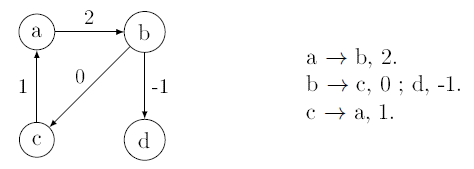 2
a
b
0
1
-1
c
d
a → b, 2.
b → c, 0 ; d, -1.
c → a, 1.